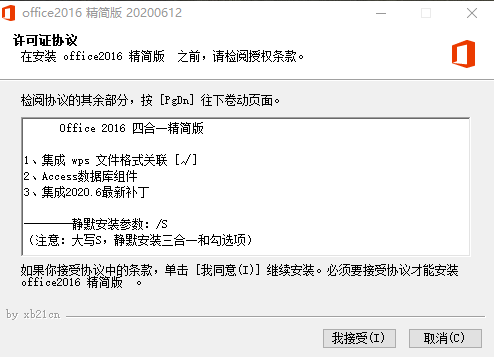 office2016 精简版 20200612
许可证协议
在安装 office2016 精简版 之前，请检阅授权条款。
检阅协议的其余部分，按 [PgDn] 往下卷动页面。
Office 2016 四合一精简版
1、集成 wps 文件格式关联 [√]
2、Access数据库组件
3、集成2020.6最新补丁
————————静默安装参数：/S
（注意：大写S，静默安装三合一和勾选项）
如果你接受协议中的条款，单击 [我同意(I)] 继续安装。必须要接受协议才能安装
office2016 精简版 。
by xb21cn
我接受(I)
取消(C)